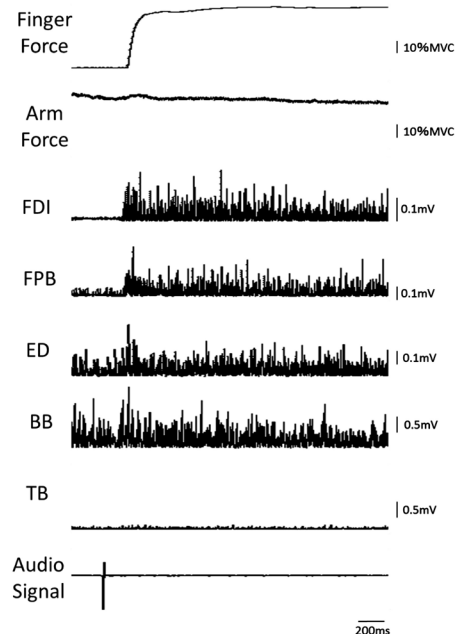 Finger
Force
10%MVC
Arm
Force
10%MVC
FDI
0.1mV
FPB
0.1mV
ED
0.1mV
BB
0.5mV
TB
0.5mV
Audio
Signal
200ms